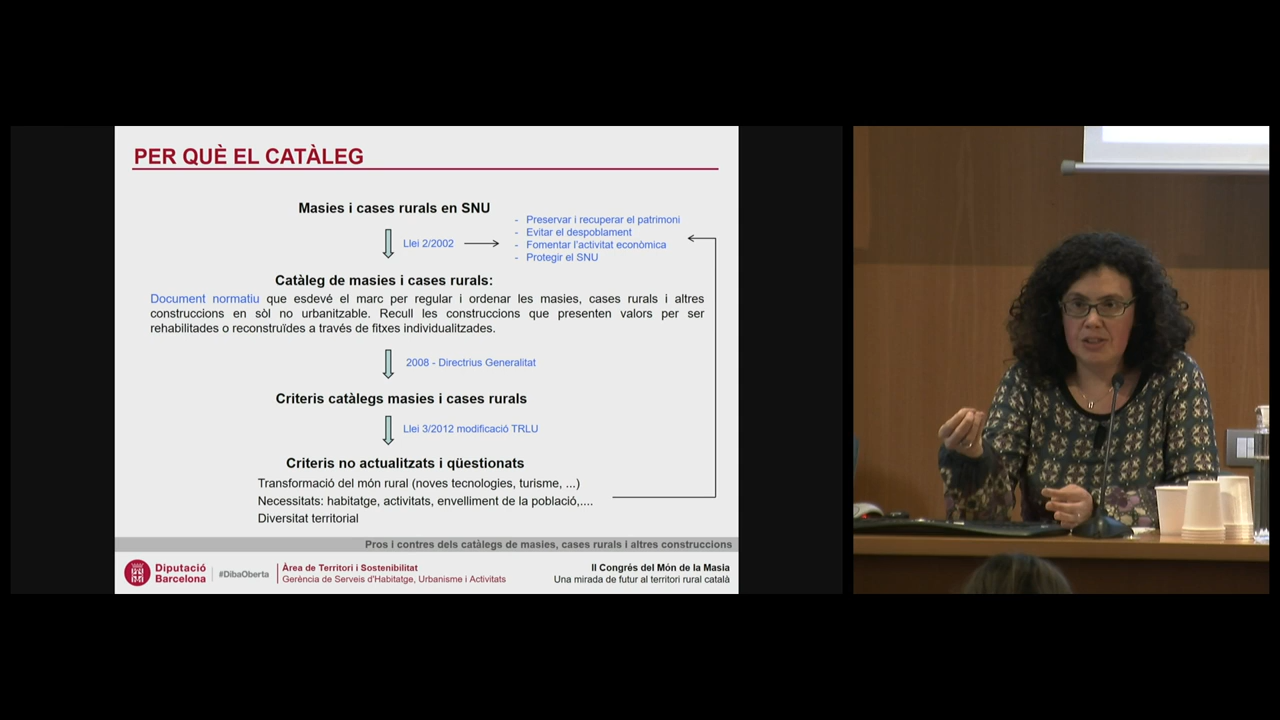 PER QUÈ EL CATÀLEG
Masies i cases rurals en SNU
Llei 2/2002
- Preservar i recuperar el patrimoni
- Evitar el despoblament
- Fomentar l'activitat econòmica
- Protegir el SNU
Catàleg de masies i cases rurals:
Document normatiu que esdevé el marc per regular i ordenar les masies, cases rurals i altres
construccions en sòl no urbanitzable. Recull les construccions que presenten valors per ser
rehabilitades o reconstruïdes a través de fitxes individualitzades.
2008 - Directrius Generalitat
Criteris catàlegs masies i cases rurals
Llei 3/2012 modificació TRLU
Criteris no actualitzats i qüestionats
Transformació del món rural (noves tecnologies, turisme, ...)
Necessitats: habitatge, activitats, envelliment de la població,....
Diversitat territorial
Pros i contres dels catàlegs de masies, cases rurals i altres construccions
Diputació
Barcelona
#DibaOberta
Àrea de Territori i Sostenibilitat
Gerència de Serveis d'Habitatge, Urbanisme i Activitats
II Congrés del Món de la Masia
Una mirada de futur al territori rural català